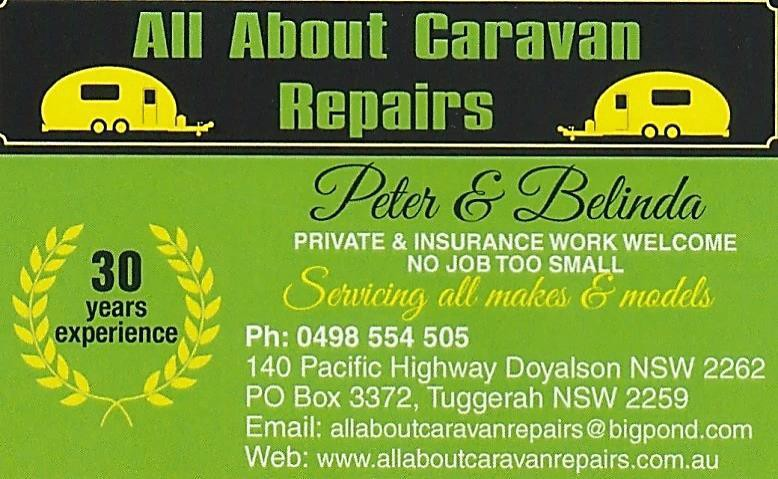 All About Caravan
Repairs
Peter & Belinda
PRIVATE & INSURANCE WORK WELCOME
NO JOB TOO SMALL
Servicing all makes & models
30
years
experience
Ph: 0498 554 505
140 Pacific Highway Doyalson NSW 2262
PO Box 3372, Tuggerah NSW 2259
Email: allaboutcaravanrepairs@bigpond.com
Web: www.allaboutcaravanrepairs.com.au